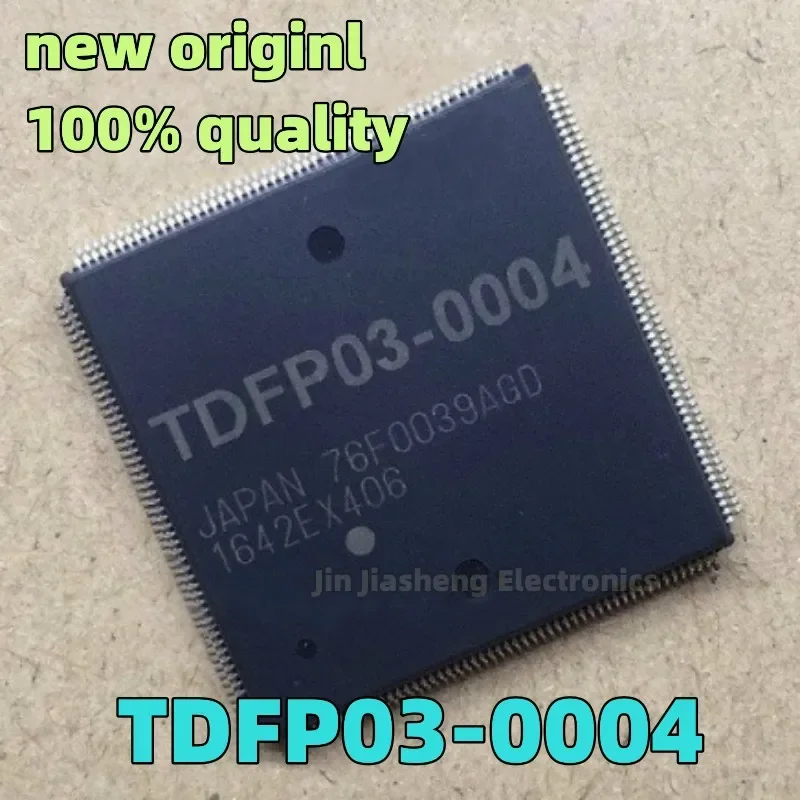 new originl
100% quality
TDFP03-0004
JAPAN 76F0039AGD
1642EX406
Jin Jiasheng Electronics
TDFP03-0004